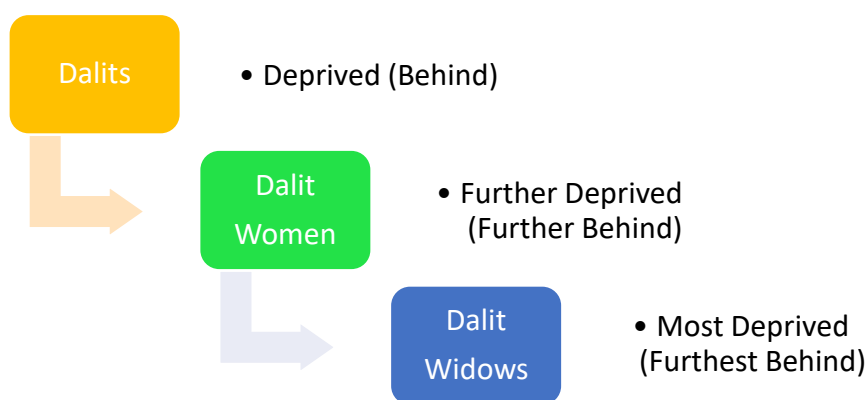 Dalits
• Deprived (Behind)
Dalit
Women
• Further Deprived
(Further Behind)
Dalit
Widows
• Most Deprived
(Furthest Behind)